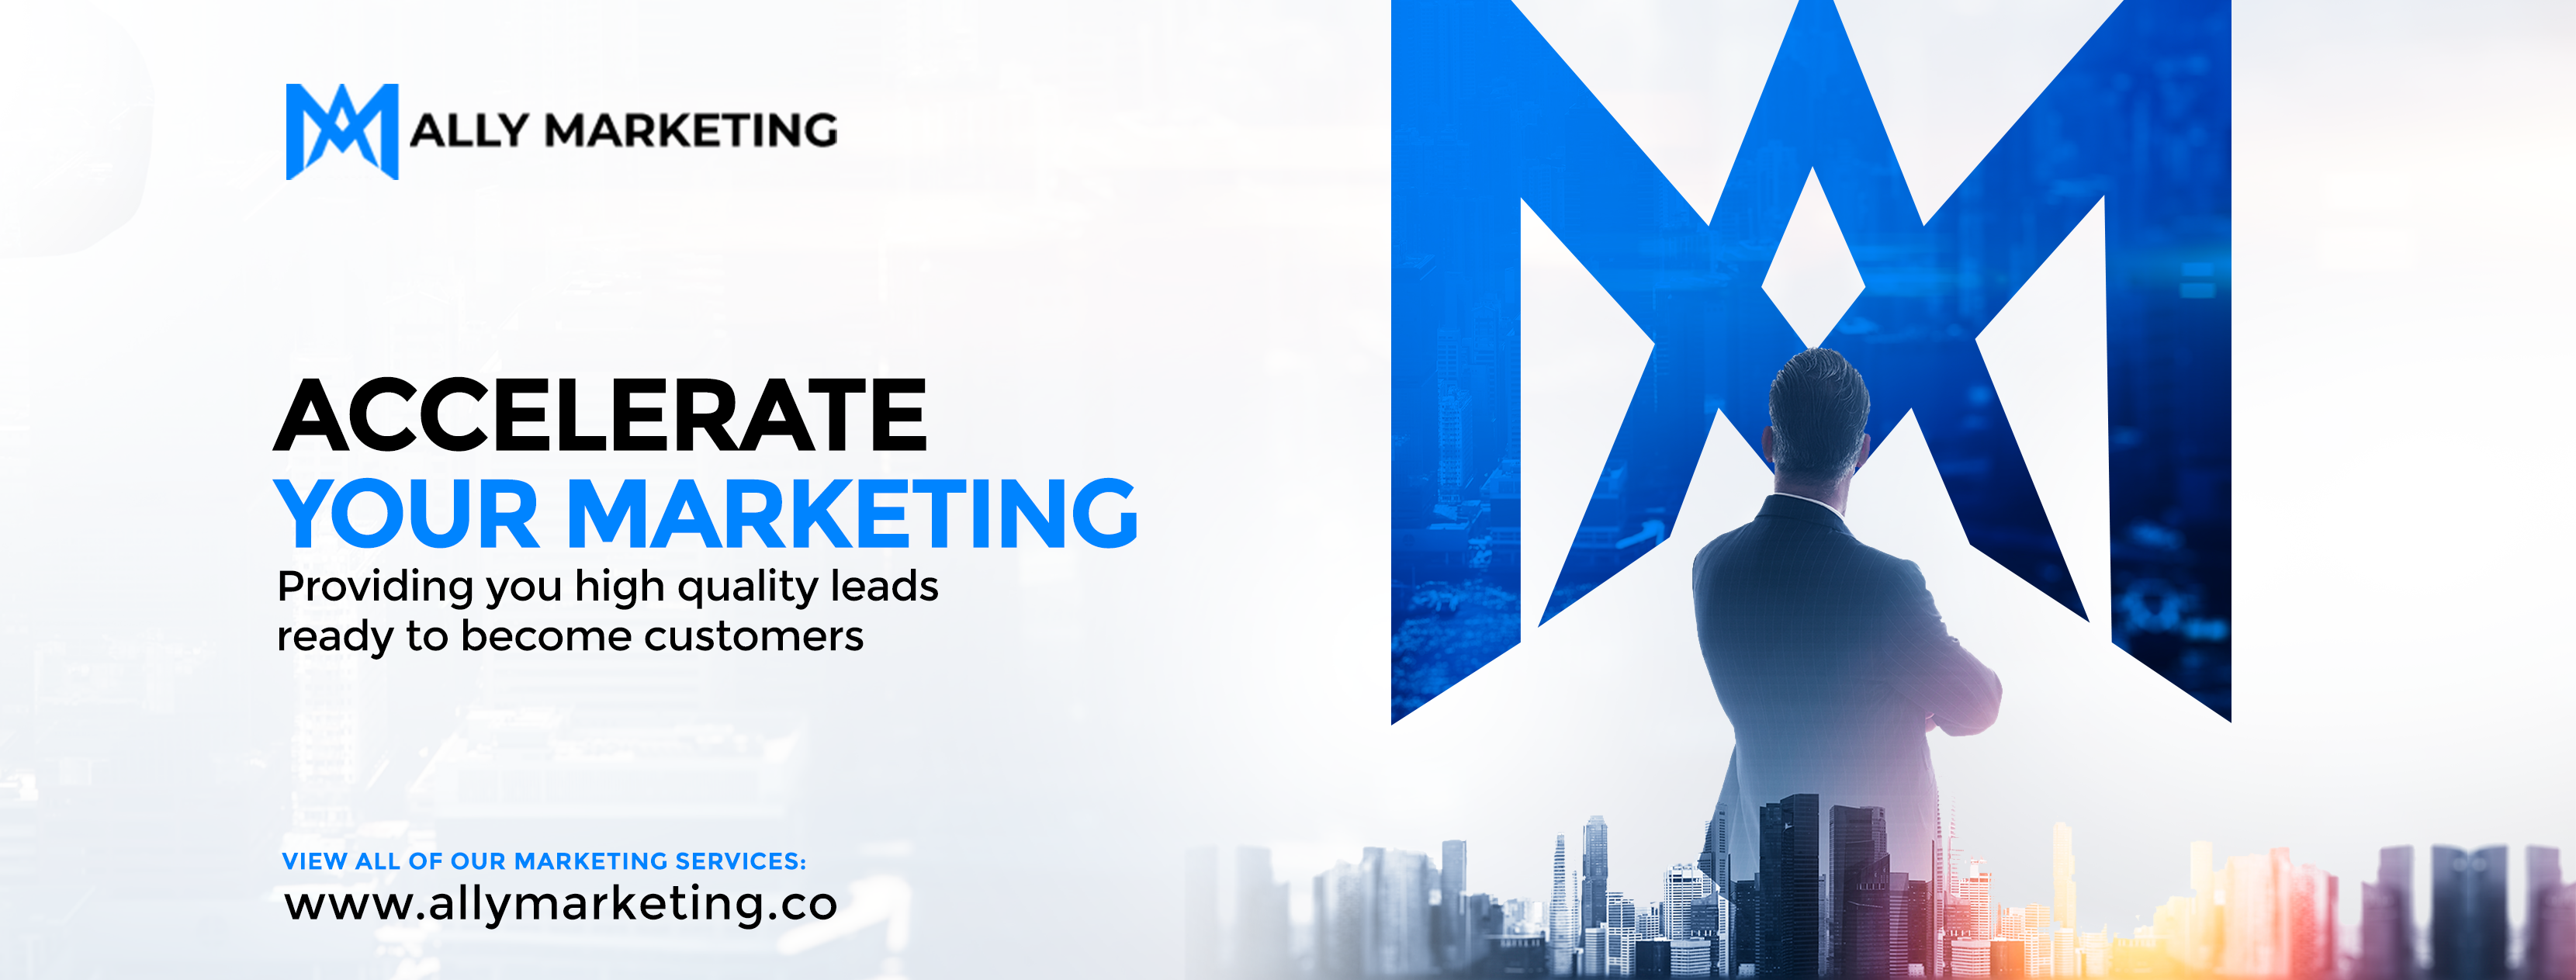 ALLY MARKETING
ACCELERATE
YOUR MARKETING
Providing you high quality leads
ready to become customers
VIEW ALL OF OUR MARKETING SERVICES:
www.allymarketing.co